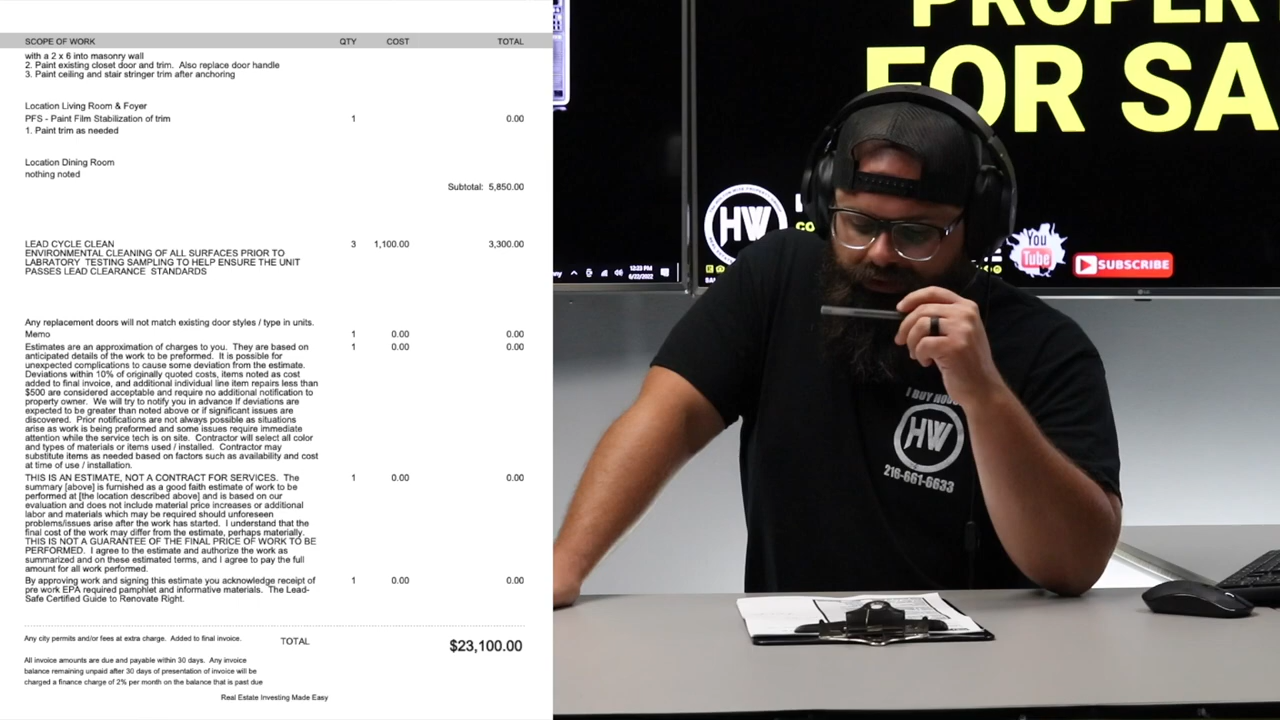 SCOPE OF WORK QTY COST TOTAL
with a 2 x 6 into masonry wall
2. Paint existing closet door and trim. Also replace door handle
3. Paint ceiling and stair stringer trim after anchoring
Location Living Room & Foyer
PFS - Paint Film Stabilization of trim 1 0.00
1. Paint trim as needed
Location Dining Room
nothing noted
Subtotal: 5,850.00
LEAD CYCLE CLEAN 3 1,100.00 3,300.00
ENVIRONMENTAL CLEANING OF ALL SURFACES PRIOR TO
LABRATORY TESTING SAMPLING TO HELP ENSURE THE UNIT
PASSES LEAD CLEARANCE STANDARDS
Any replacement doors will not match existing door styles / type in units.
Memo 1 0.00 0.00
Estimates are an approximation of charges to you. They are based on 1 0.00 0.00
anticipated details of the work to be preformed. It is possible for
unexpected complications to cause some deviation from the estimate.
Deviations within 10% of originally quoted costs, items noted as cost
added to final invoice, and additional individual line item repairs less than
$500 are considered acceptable and require no additional notification to
property owner. We will try to notify you in advance If deviations are
expected to be greater than noted above or if significant issues are
discovered. Prior notifications are not always possible as situations
arise as work is being preformed and some issues require immediate
attention while the service tech is on site. Contractor will select all color
and types of materials or items used / installed. Contractor may
substitute items as needed based on factors such as availability and cost
at time of use / installation.
THIS IS AN ESTIMATE, NOT A CONTRACT FOR SERVICES. The 1 0.00 0.00
summary [above] is furnished as a good faith estimate of work to be
performed at [the location described above] and is based on our
evaluation and does not include material price increases or additional
labor and materials which may be required should unforeseen
problems/issues arise after the work has started. I understand that the
final cost of the work may differ from the estimate, perhaps materially.
THIS IS NOT A GUARANTEE OF THE FINAL PRICE OF WORK TO BE
PERFORMED. I agree to the estimate and authorize the work as
summarized and on these estimated terms, and I agree to pay the full
amount for all work performed.
By approving work and signing this estimate you acknowledge receipt of 1 0.00 0.00
pre work EPA required pamphlet and informative materials. The Lead-
Safe Certified Guide to Renovate Right.
Any city permits and/or fees at extra charge. Added to final invoice. TOTAL $23,100.00
All invoice amounts are due and payable within 30 days. Any invoice
balance remaining unpaid after 30 days of presentation of invoice will be
charged a finance charge of 2% per month on the balance that is past due
Real Estate Investing Made Easy
PROPER
FOR SA
HW
You
Tube
SUBSCRIBE
12:23 PM
LG
I BUY HOU
HW
216-661-6633